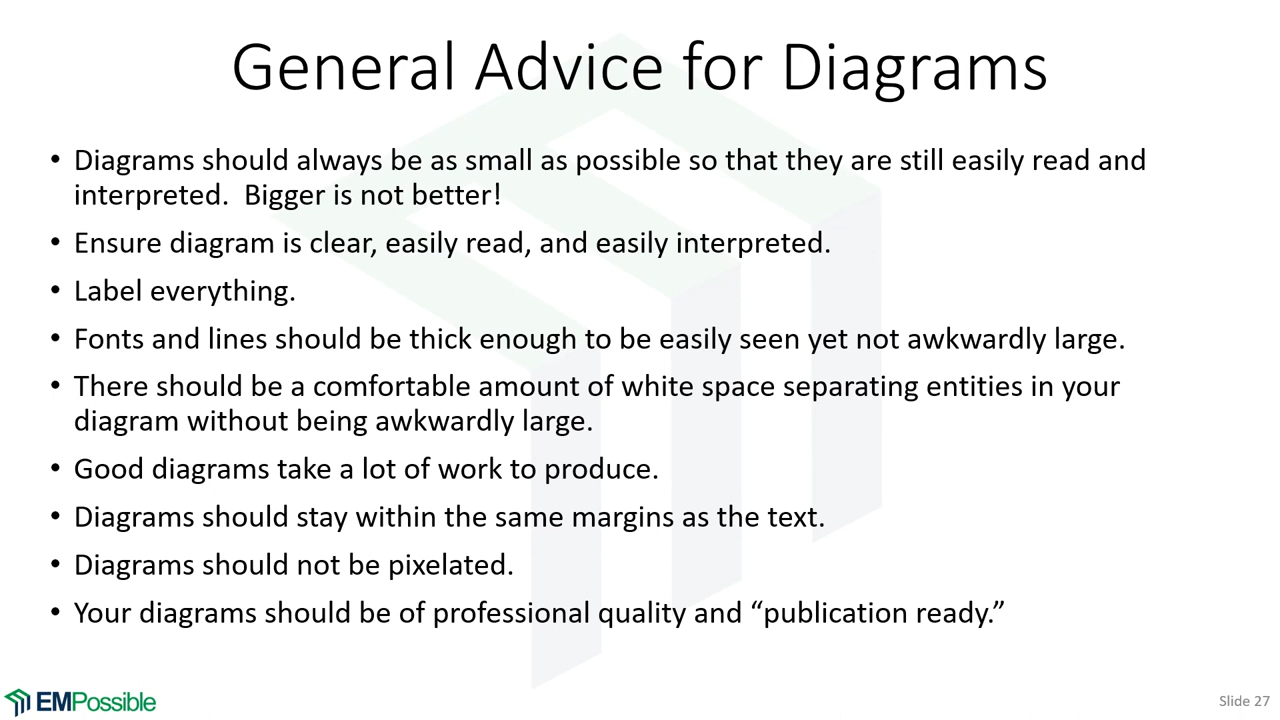 General Advice for Diagrams
• Diagrams should always be as small as possible so that they are still easily read and
interpreted.  Bigger is not better!
• Ensure diagram is clear, easily read, and easily interpreted.
• Label everything.
• Fonts and lines should be thick enough to be easily seen yet not awkwardly large.
• There should be a comfortable amount of white space separating entities in your
diagram without being awkwardly large.
• Good diagrams take a lot of work to produce.
• Diagrams should stay within the same margins as the text.
• Diagrams should not be pixelated.
• Your diagrams should be of professional quality and “publication ready.”
EMPossible
Slide 27